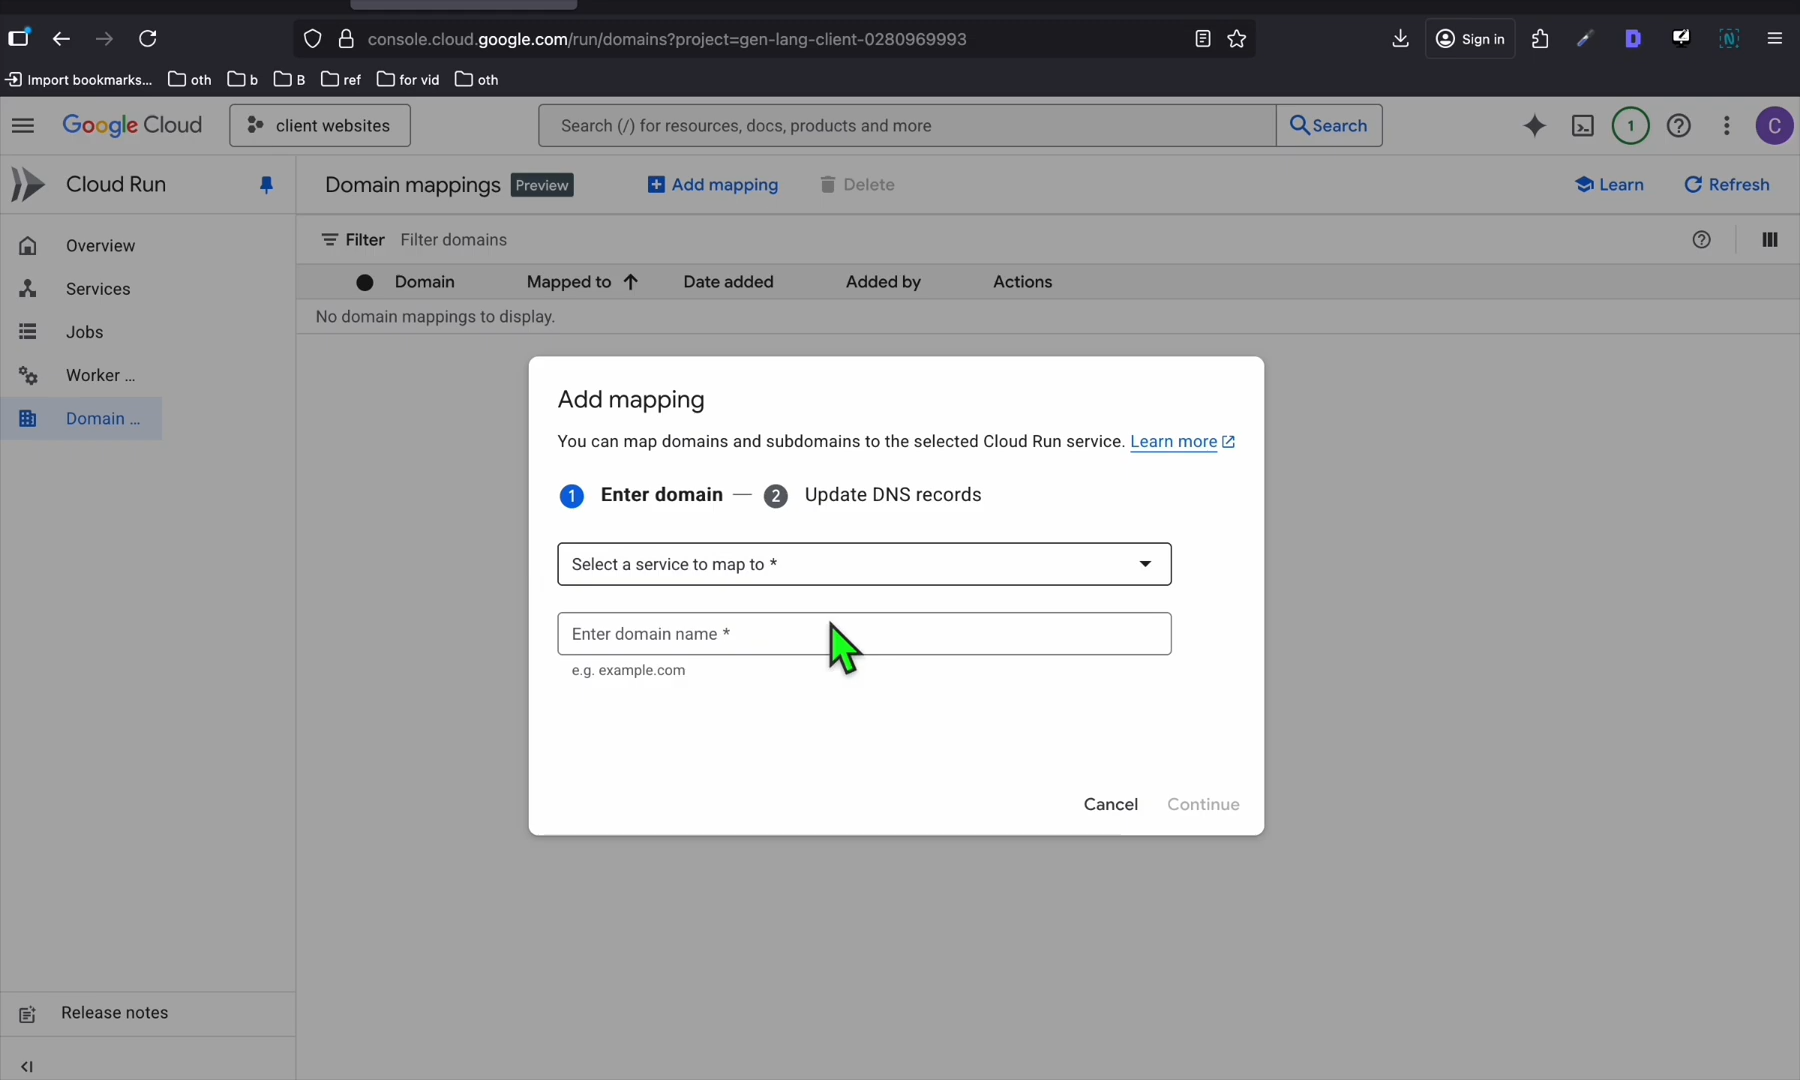 console.cloud.google.com/run/domains?project=gen-lang-client-0280969993
Sign in
D
N
Import bookmarks...
oth
b
B
ref
for vid
oth
Google Cloud
client websites
Search (/) for resources, docs, products and more
Search
1
C
Cloud Run
Domain mappings
Preview
Add mapping
Delete
Learn
Refresh
Overview
Services
Jobs
Worker ...
Domain ...
Filter
Filter domains
Domain
Mapped to
Date added
Added by
Actions
No domain mappings to display.
Add mapping
You can map domains and subdomains to the selected Cloud Run service. Learn more
1 Enter domain — 2 Update DNS records
Select a service to map to *
Enter domain name *
e.g. example.com
Cancel
Continue
Release notes